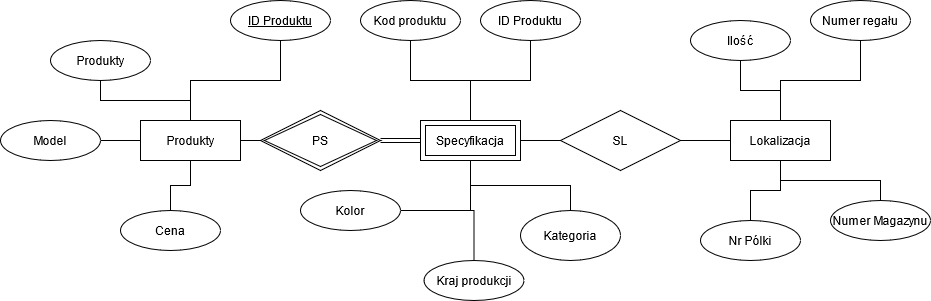 ID Produktu
Kod produktu
ID Produktu
Numer regału
Ilość
Produkty
Model
Produkty
PS
Specyfikacja
SL
Lokalizacja
Kolor
Cena
Kategoria
Nr Pólki
Numer Magazynu
Kraj produkcji